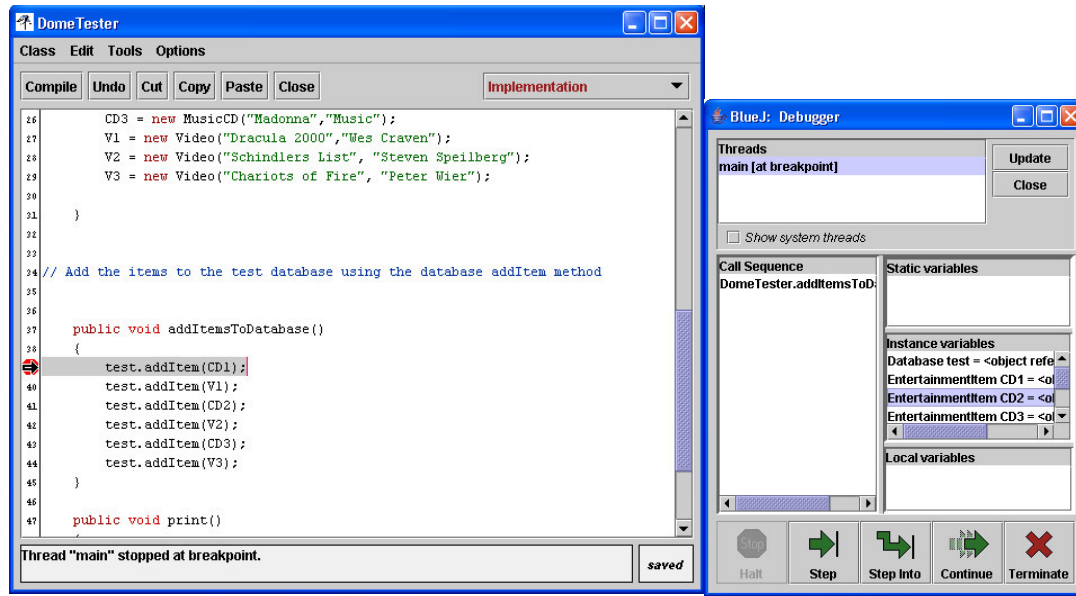 DomeTester
Class Edit Tools Options
Compile Undo Cut Copy Paste Close Implementation
26 CD3 = new MusicCD("Madonna","Music");
27 V1 = new Video("Dracula 2000","Wes Craven");
28 V2 = new Video("Schindlers List", "Steven Speilberg");
29 V3 = new Video("Chariots of Fire", "Peter Wier");
30
31 }
32
33
34 // Add the items to the test database using the database addItem method
35
36
37 public void addItemsToDatabase()
38 {
test.addItem(CD1);
40 test.addItem(V1);
41 test.addItem(CD2);
42 test.addItem(V2);
43 test.addItem(CD3);
44 test.addItem(V3);
45 }
46
47 public void print()
Thread "main" stopped at breakpoint.
saved
BlueJ: Debugger
Threads
main [at breakpoint]
Update
Close
Show system threads
Call Sequence
DomeTester.addItemsToD
Static variables
Instance variables
Database test = <object refe
EntertainmentItem CD1 = <o
EntertainmentItem CD2 = <o
EntertainmentItem CD3 = <o
Local variables
Stop
Halt Step Step Into Continue Terminate